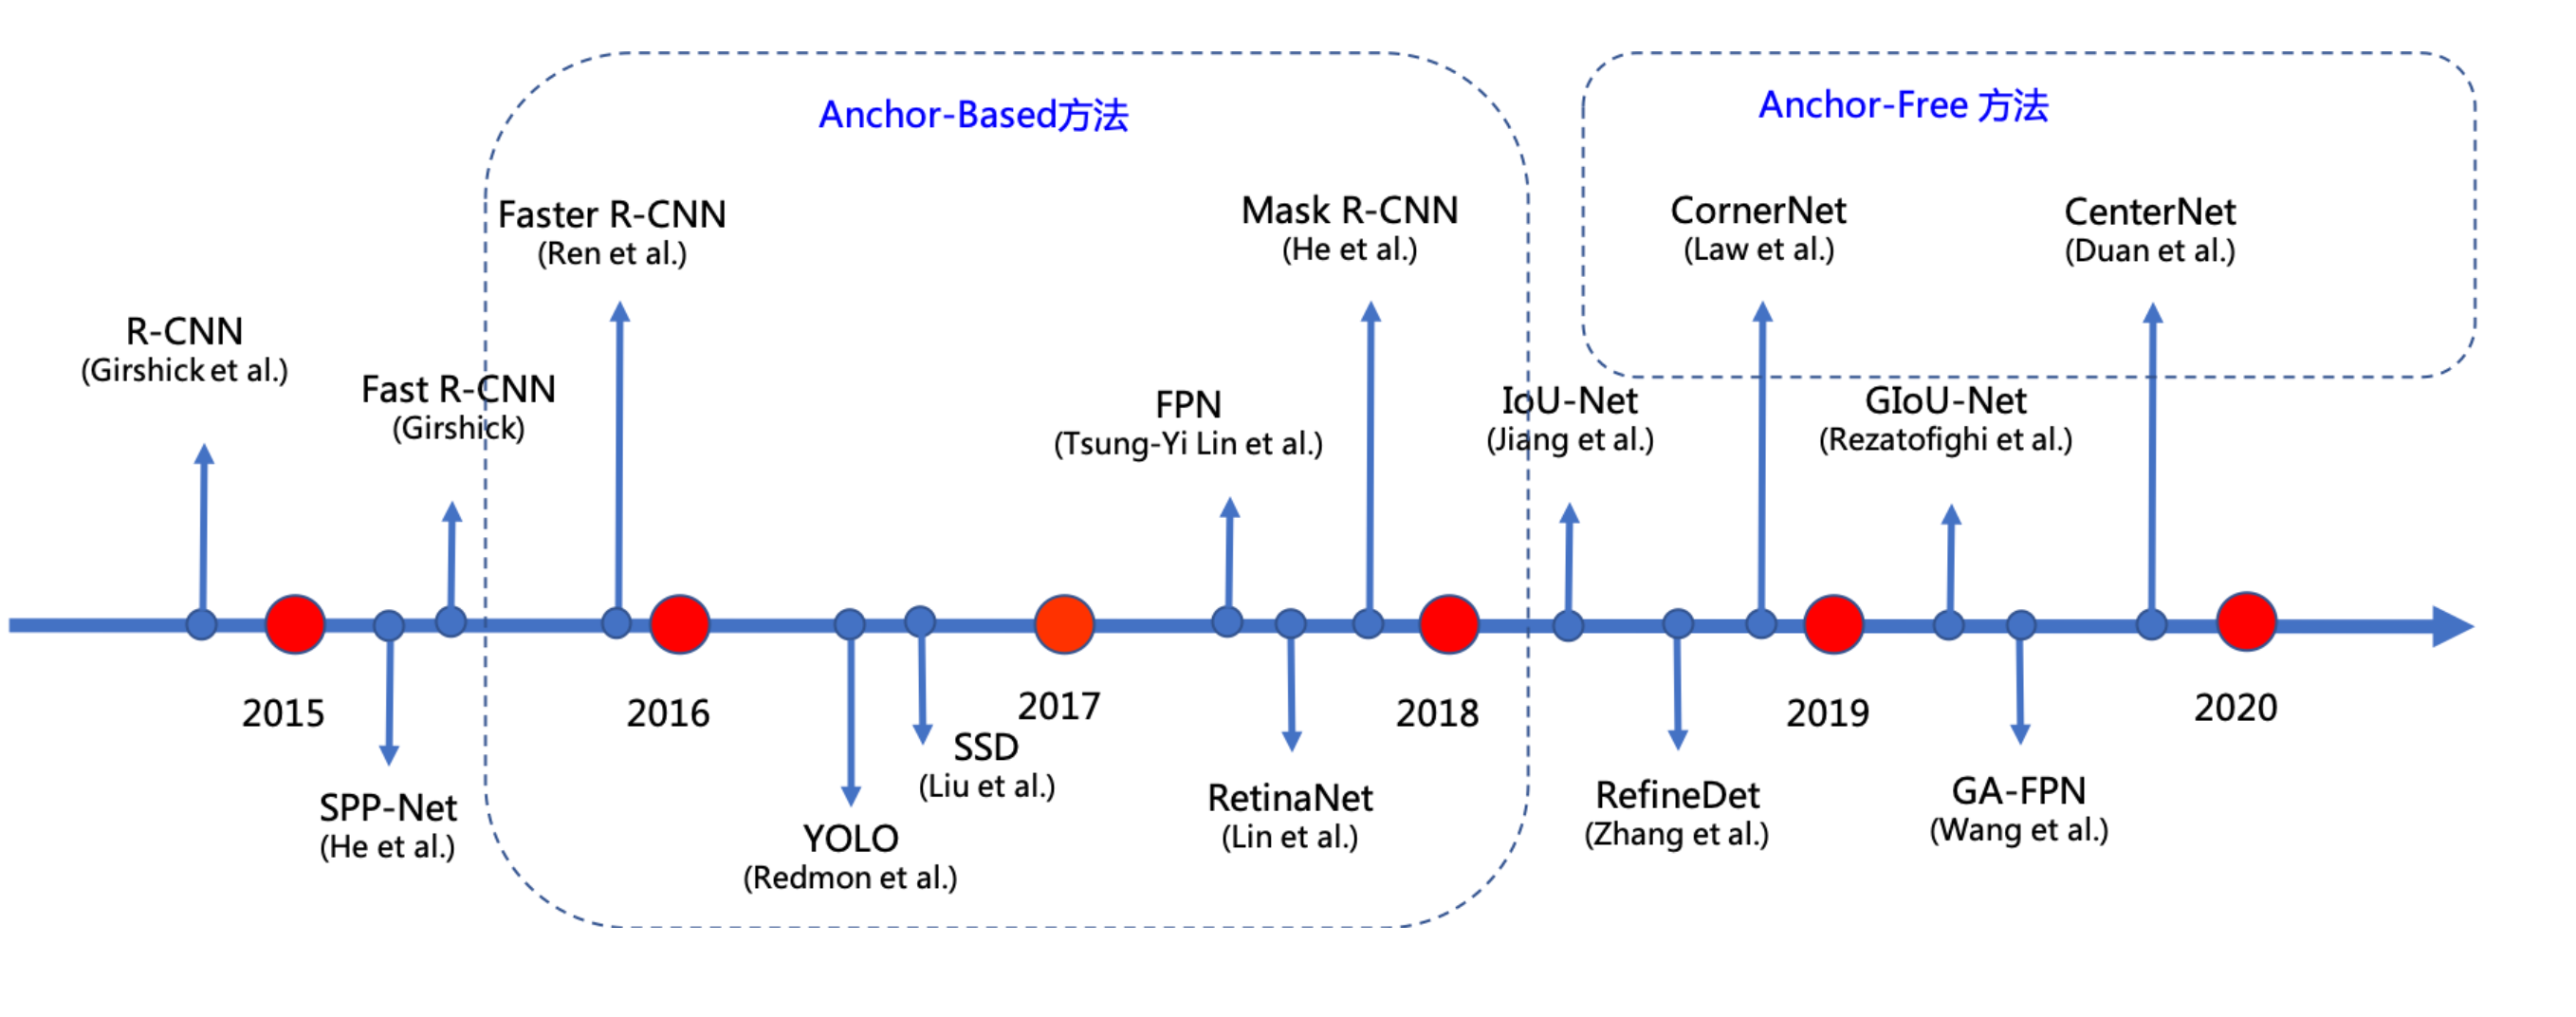 Anchor-Based方法
Anchor-Free 方法
R-CNN
(Girshick et al.)
Fast R-CNN
(Girshick)
Faster R-CNN
(Ren et al.)
FPN
(Tsung-Yi Lin et al.)
Mask R-CNN
(He et al.)
IoU-Net
(Jiang et al.)
CornerNet
(Law et al.)
GIoU-Net
(Rezatofighi et al.)
CenterNet
(Duan et al.)
2015
2016
2017
2018
2019
2020
SPP-Net
(He et al.)
YOLO
(Redmon et al.)
SSD
(Liu et al.)
RetinaNet
(Lin et al.)
RefineDet
(Zhang et al.)
GA-FPN
(Wang et al.)